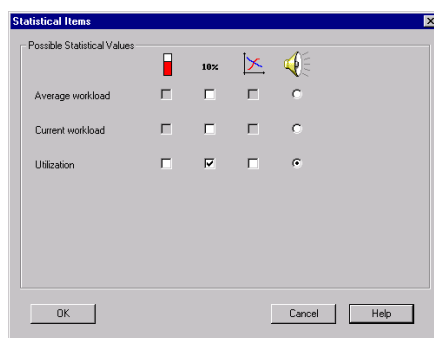 Statistical Items
Possible Statistical Values
10%
Average workload
Current workload
Utilization
OK Cancel Help